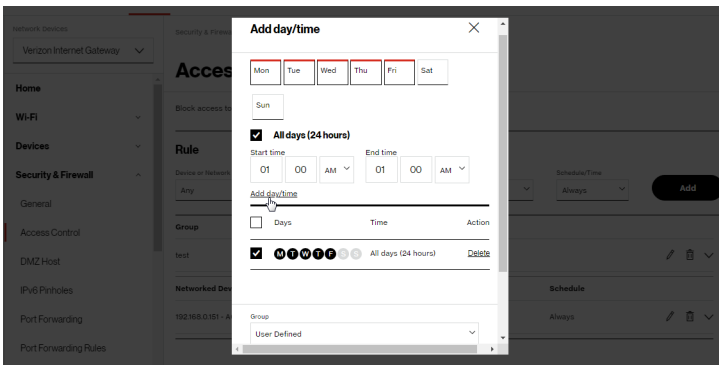 Network Devices
Verizon Internet Gateway
Home
Wi-Fi
Devices
Security & Firewall
General
Access Control
DMZ Host
IPv6 Pinholes
Port Forwarding
Port Forwarding Rules
Security & Firew
Acces
Block access to
Rule
Device or Network
Any
Schedule/Time
Always
Add
Group
test
Networked Dev
Schedule
192.168.0.151 - A
Always
Add day/time
Mon Tue Wed Thu Fri Sat
Sun
All days (24 hours)
Start time End time
01 00 AM 01 00 AM
Add day/time
Days Time Action
M T W T F S S All days (24 hours) Delete
Group
User Defined